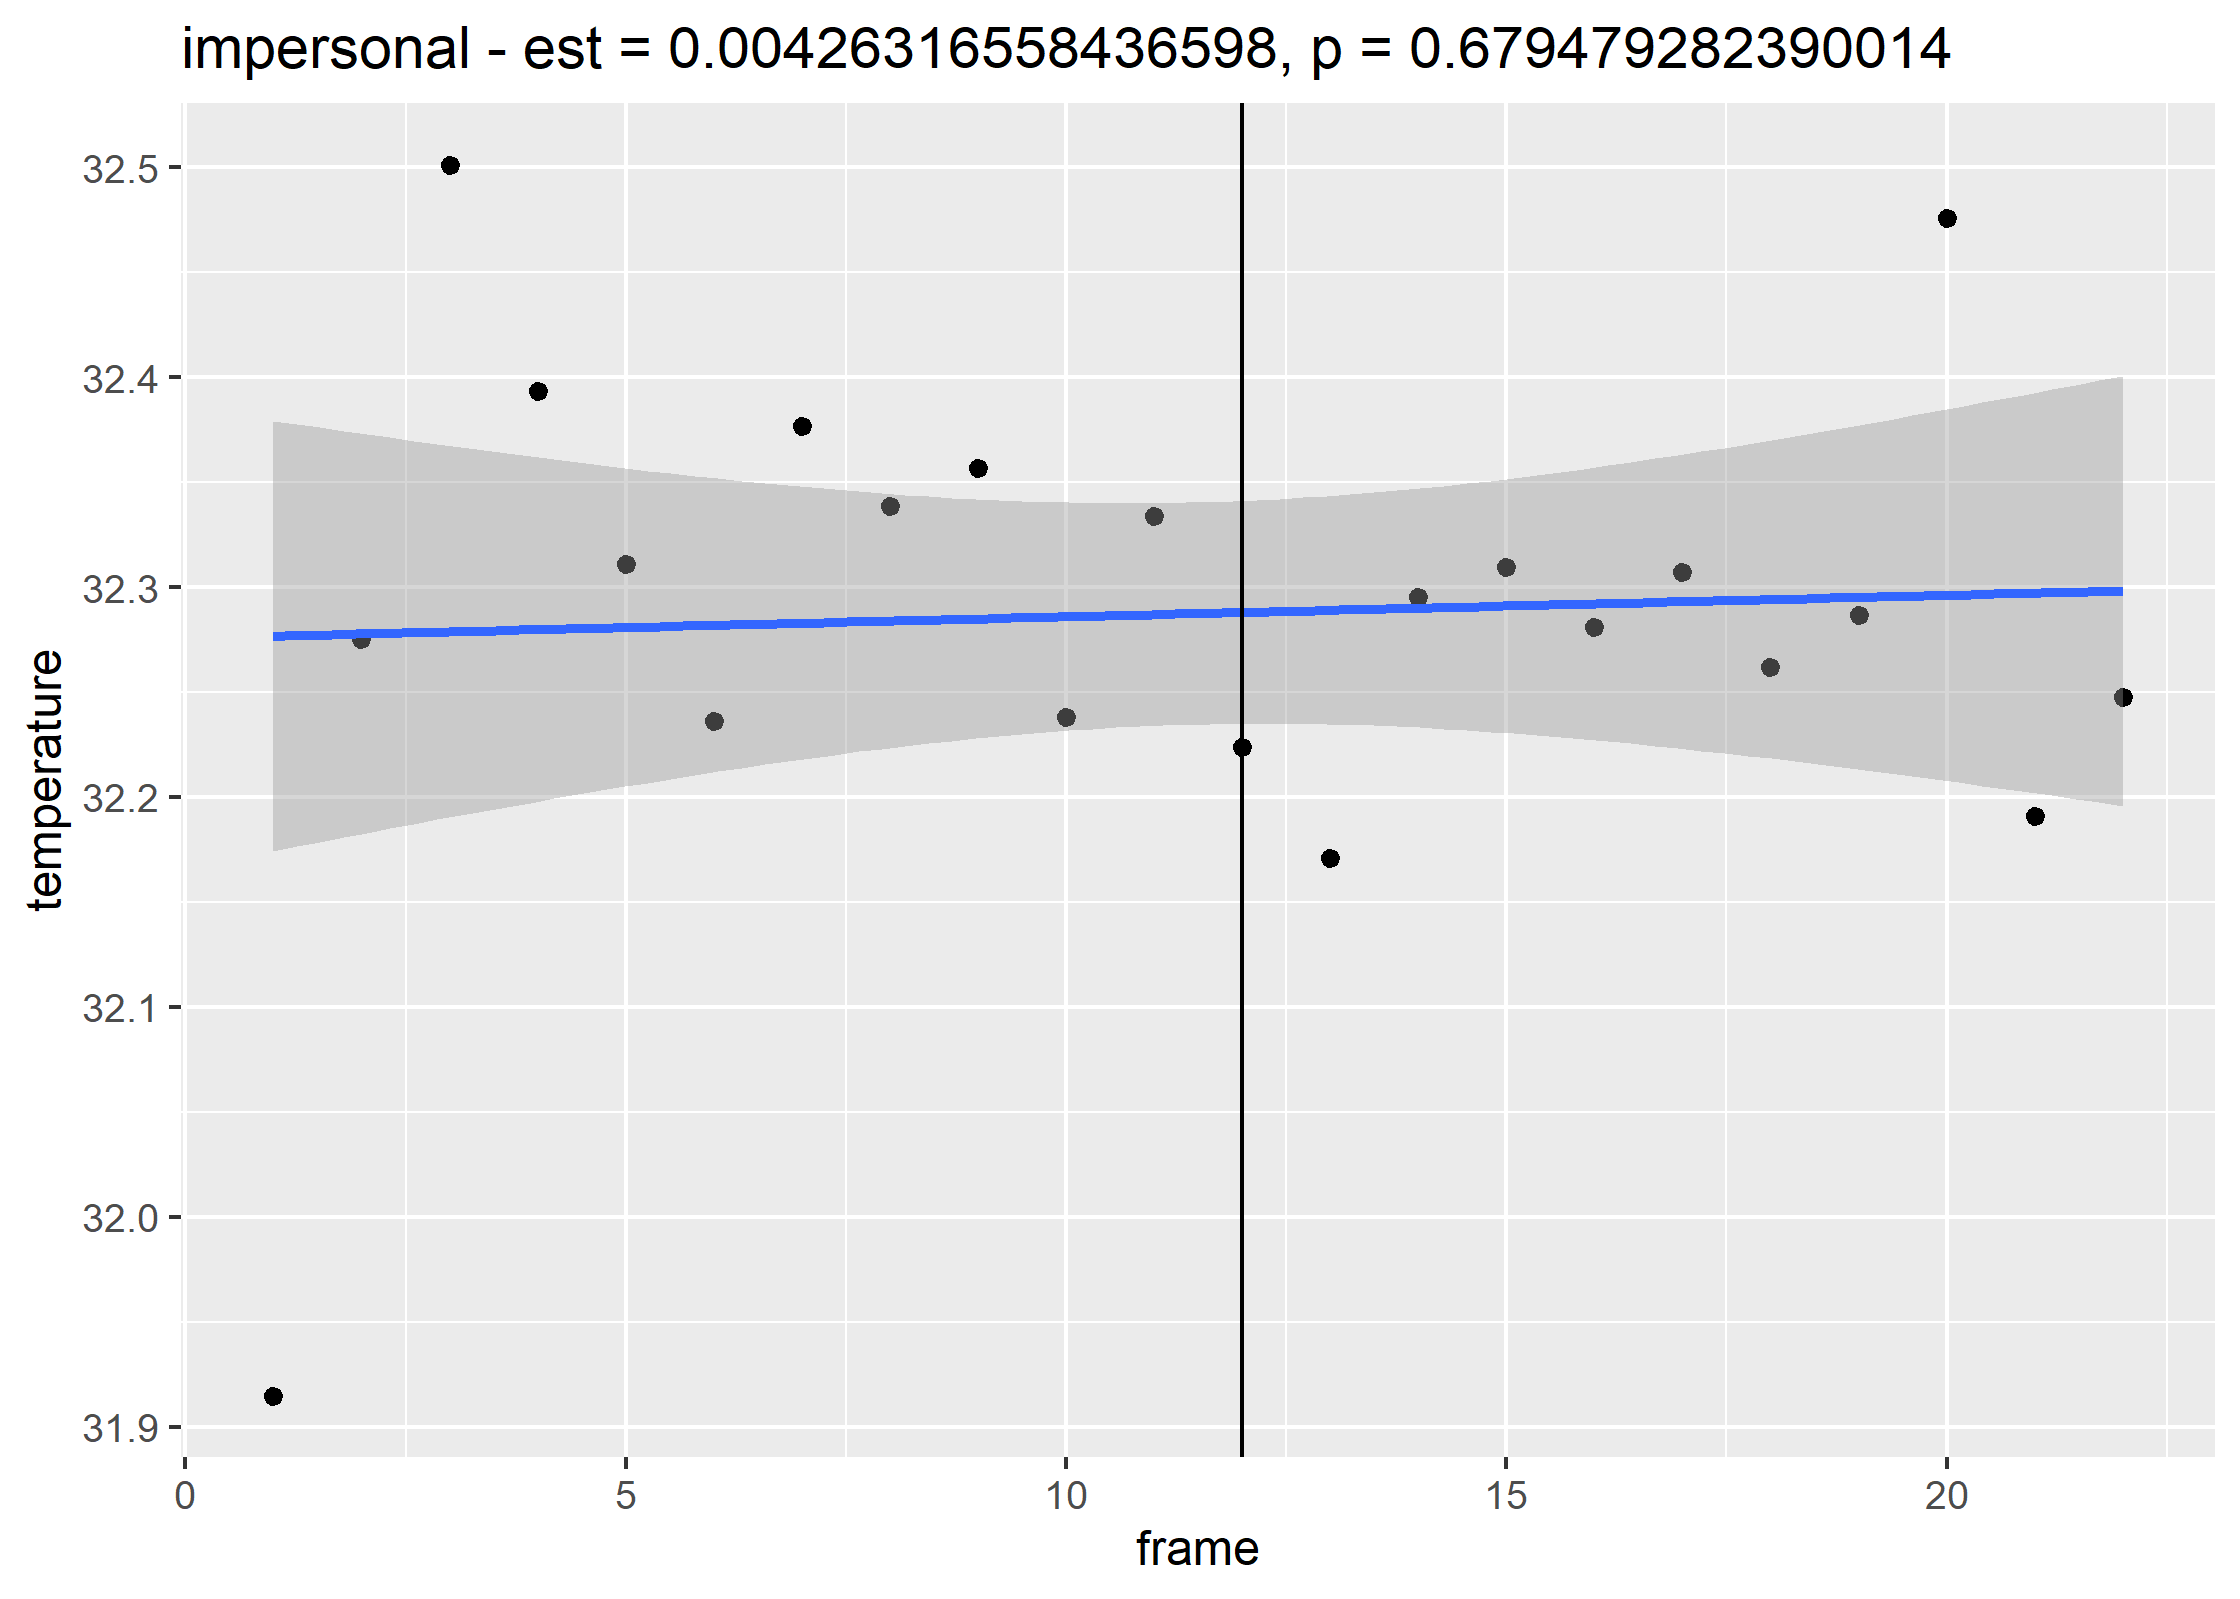 impersonal - est = 0.00426316558436598, p = 0.679479282390014
32.5
32.4
32.3
32.2
32.1
32.0
31.9
temperature
0 5 10 15 20
frame